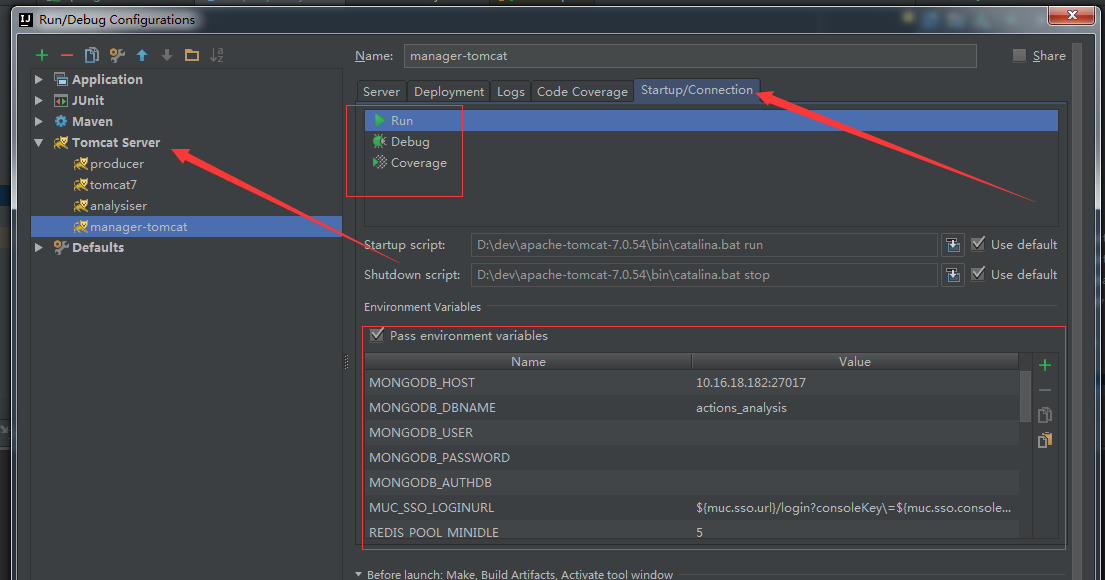 IJ Run/Debug Configurations
Name: manager-tomcat Share
Application
JUnit
Maven
Tomcat Server
producer
tomcat7
analysiser
manager-tomcat
Defaults
Server Deployment Logs Code Coverage Startup/Connection
Run
Debug
Coverage
Startup script: D:\dev\apache-tomcat-7.0.54\bin\catalina.bat run Use default
Shutdown script: D:\dev\apache-tomcat-7.0.54\bin\catalina.bat stop Use default
Environment Variables
Pass environment variables
Name Value
MONGODB_HOST 10.16.18.182:27017
MONGODB_DBNAME actions_analysis
MONGODB_USER
MONGODB_PASSWORD
MONGODB_AUTHDB
MUC_SSO_LOGINURL ${muc.sso.url}/login?consoleKey\=${muc.sso.console...
REDIS_POOL_MINIDLE 5
Before launch: Make, Build Artifacts, Activate tool window